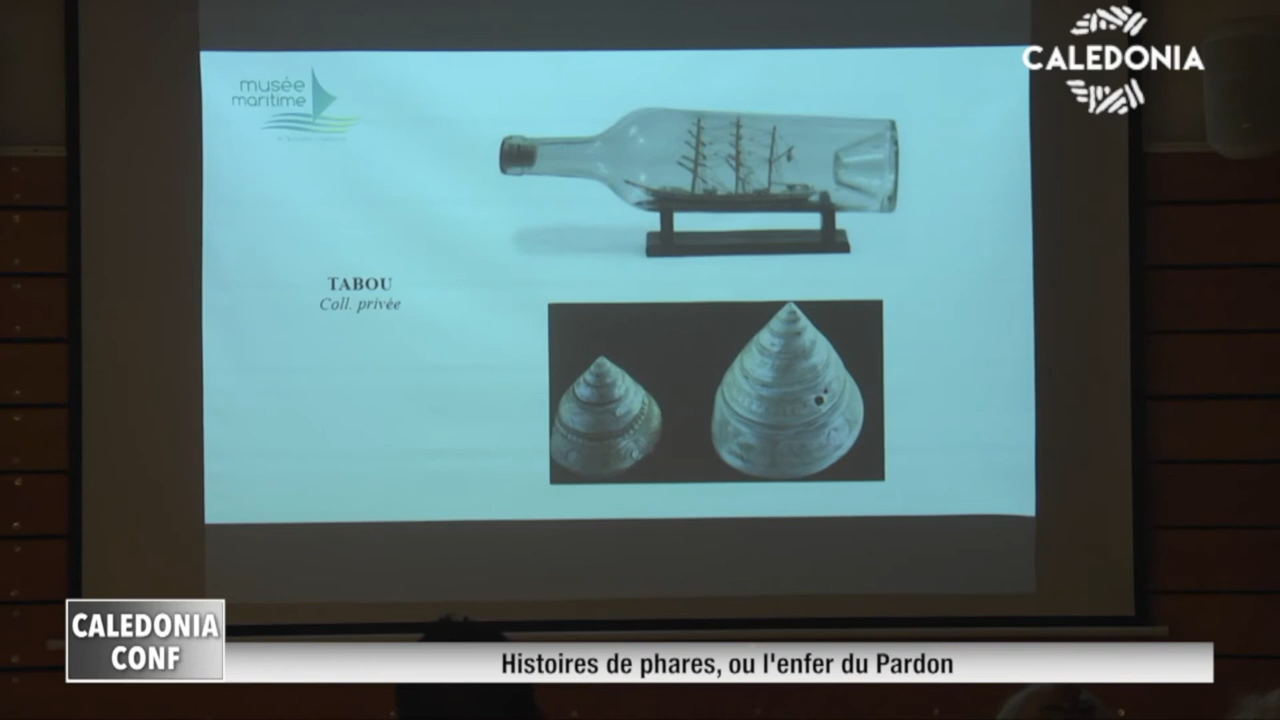 CALEDONIA
musée
maritime
TABOU
Coll. privée
CALEDONIA
CONF
Histoires de phares, ou l'enfer du Pardon